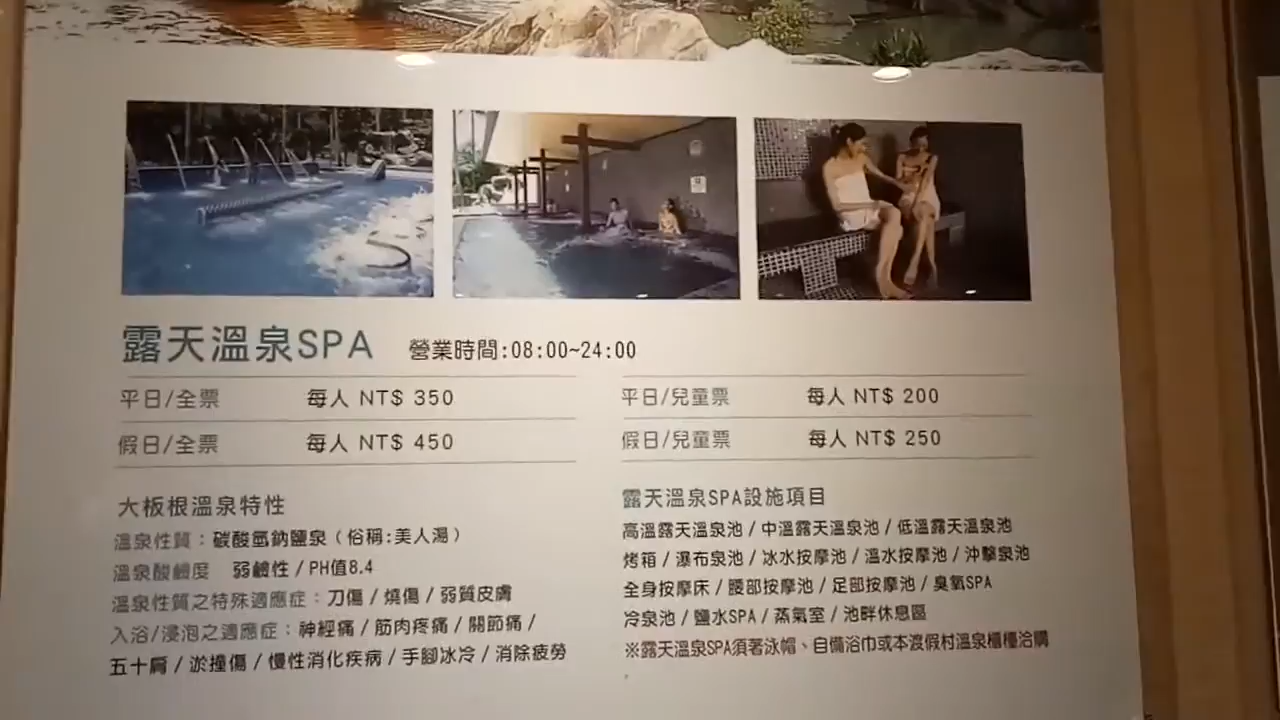 露天溫泉SPA 營業時間:08:00~24:00
平日/全票 每人 NT$ 350
假日/全票 每人 NT$ 450
平日/兒童票 每人 NT$ 200
假日/兒童票 每人 NT$ 250
大板根溫泉特性
溫泉性質：碳酸氫鈉鹽泉（俗稱:美人湯）
溫泉酸鹼度 弱鹼性 / PH值8.4
溫泉性質之特殊適應症：刀傷 / 燒傷 / 弱質皮膚
入浴/浸泡之適應症：神經痛 / 筋肉疼痛 / 關節痛 /
五十肩 / 淤撞傷 / 慢性消化疾病 / 手腳冰冷 / 消除疲勞
露天溫泉SPA設施項目
高溫露天溫泉池 / 中溫露天溫泉池 / 低溫露天溫泉池
烤箱 / 瀑布泉池 / 冰水按摩池 / 溫水按摩池 / 沖擊泉池
全身按摩床 / 腰部按摩池 / 足部按摩池 / 臭氧SPA
冷泉池 / 鹽水SPA / 蒸氣室 / 池畔休息區
※露天溫泉SPA須著泳帽、自備浴巾或本渡假村溫泉櫃檯洽購